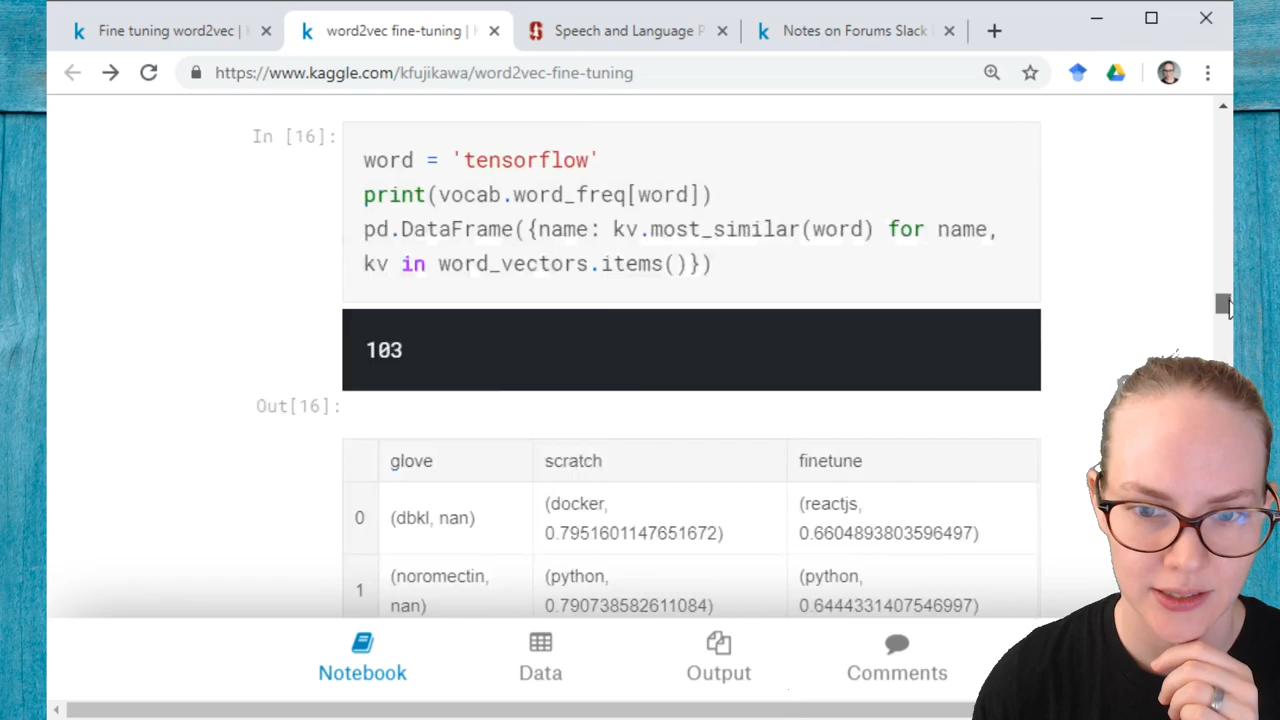 Fine tuning word2vec |
word2vec fine-tuning |
Speech and Language P
Notes on Forums Slack
https://www.kaggle.com/kfujikawa/word2vec-fine-tuning
In [16]:
word = 'tensorflow'
print(vocab.word_freq[word])
pd.DataFrame({name: kv.most_similar(word) for name,
kv in word_vectors.items()})
103
Out[16]:
glove scratch finetune
0 (dbkl, nan) (docker, 0.7951601147651672) (reactjs, 0.6604893803596497)
1 (noromectin, nan) (python, 0.790738582611084) (python, 0.6444331407546997)
Notebook
Data
Output
Comments